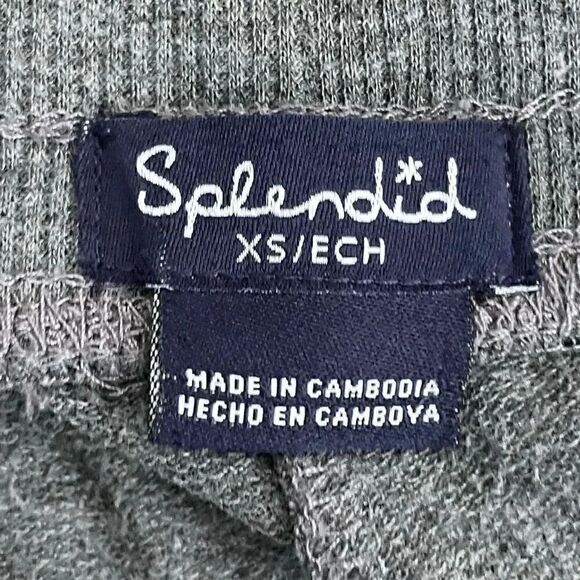 Splendid
XS/ECH
MADE IN CAMBODIA
HECHO EN CAMBOYA